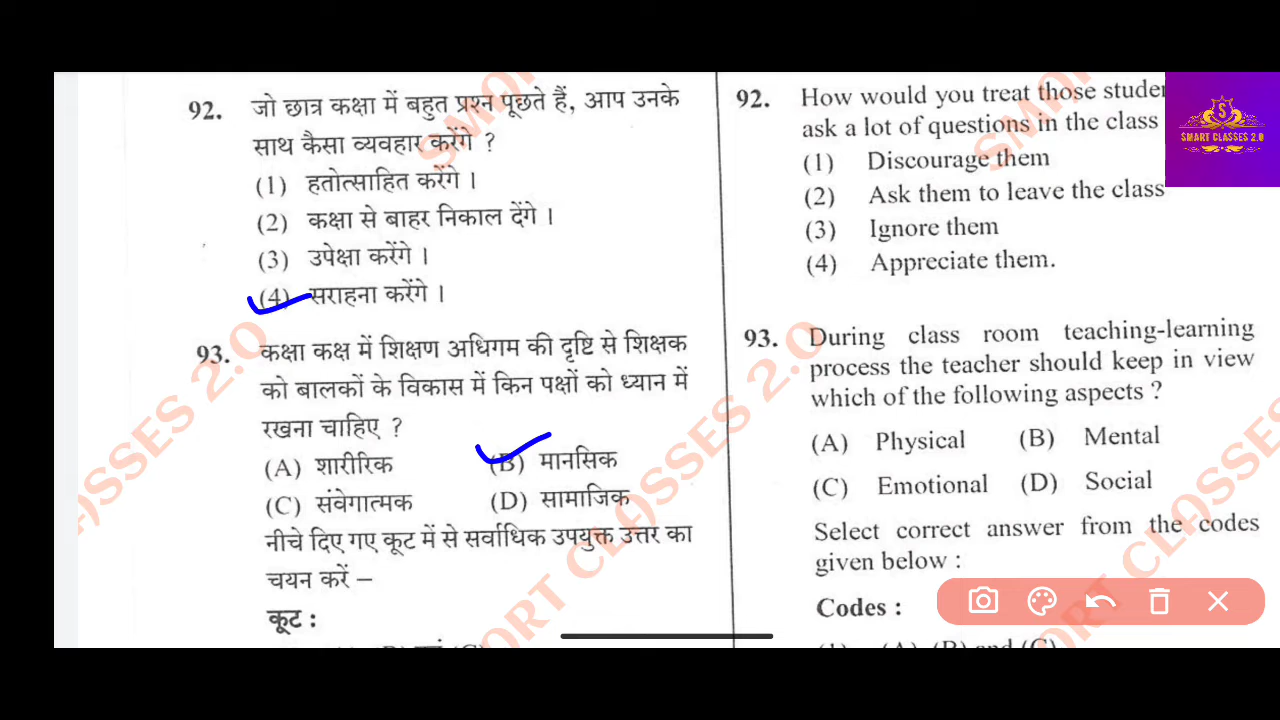 92. जो छात्र कक्षा में बहुत प्रश्न पूछते हैं, आप उनके
साथ कैसा व्यवहार करेंगे ?
(1) हतोत्साहित करेंगे ।
(2) कक्षा से बाहर निकाल देंगे ।
(3) उपेक्षा करेंगे ।
(4) सराहना करेंगे ।
93. कक्षा कक्ष में शिक्षण अधिगम की दृष्टि से शिक्षक
को बालकों के विकास में किन पक्षों को ध्यान में
रखना चाहिए ?
(A) शारीरिक (B) मानसिक
(C) संवेगात्मक (D) सामाजिक
नीचे दिए गए कूट में से सर्वाधिक उपयुक्त उत्तर का
चयन करें –
कूट :
92. How would you treat those
ask a lot of questions in the class
(1) Discourage them
(2) Ask them to leave the class
(3) Ignore them
(4) Appreciate them.
93. During class room teaching-learning
process the teacher should keep in view
which of the following aspects ?
(A) Physical (B) Mental
(C) Emotional (D) Social
Select correct answer from the codes
given below :
Codes :
S
SMART CLASSES 2.0